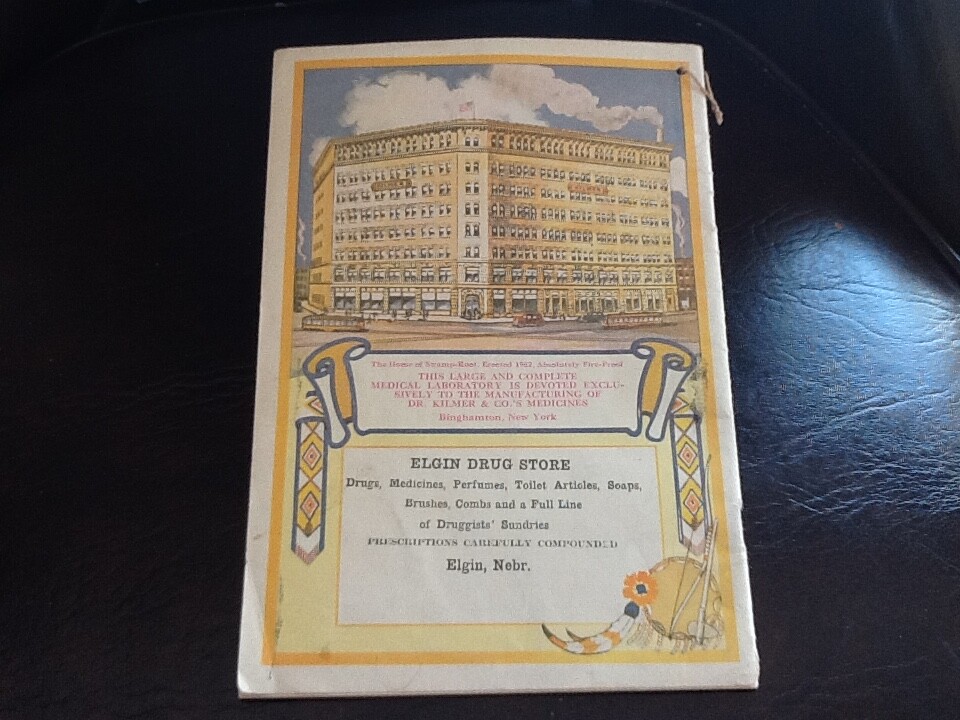 The Home of Swamp-Root. Erected 1902. Absolutely Fire-Proof
THIS LARGE AND COMPLETE
MEDICAL LABORATORY IS DEVOTED EXCLU-
SIVELY TO THE MANUFACTURING OF
DR. KILMER & CO.'S MEDICINES
Binghamton, New York
ELGIN DRUG STORE
Drugs, Medicines, Perfumes, Toilet Articles, Soaps,
Brushes, Combs and a Full Line
of Druggists' Sundries
PRESCRIPTIONS CAREFULLY COMPOUNDED
Elgin, Nebr.